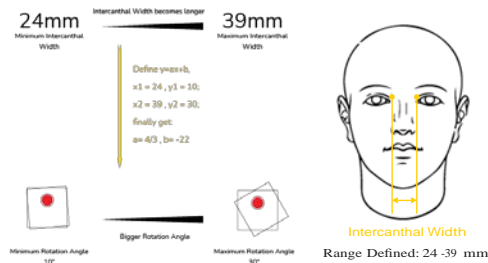 Intercanthal Width becomes longer
24mm
39mm
Minimum Intercanthal
Width
Maximum Intercanthal
Width
Define y=ax+b,
x1 = 24 , y1 = 10;
x2 = 39 , y2 = 30;
finally get:
a= 4/3 , b= -22
Bigger Rotation Angle
Minimum Rotation Angle
10°
Maximum Rotation Angle
30°
Intercanthal Width
Range Defined: 24 -39 mm